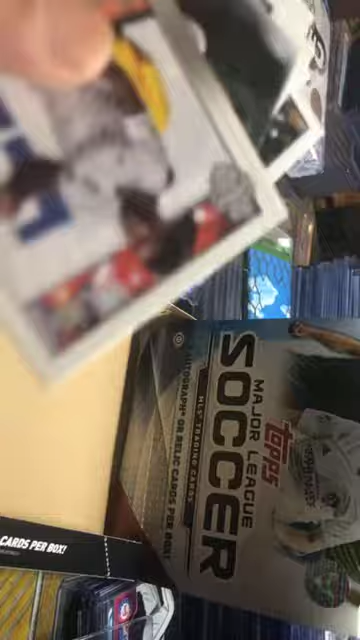 topps
MAJOR LEAGUE
SOCCER
MLS® TRADING CARDS
AUTOGRAPH* OR RELIC CARDS PER BOX!
CARDS PER BOX!